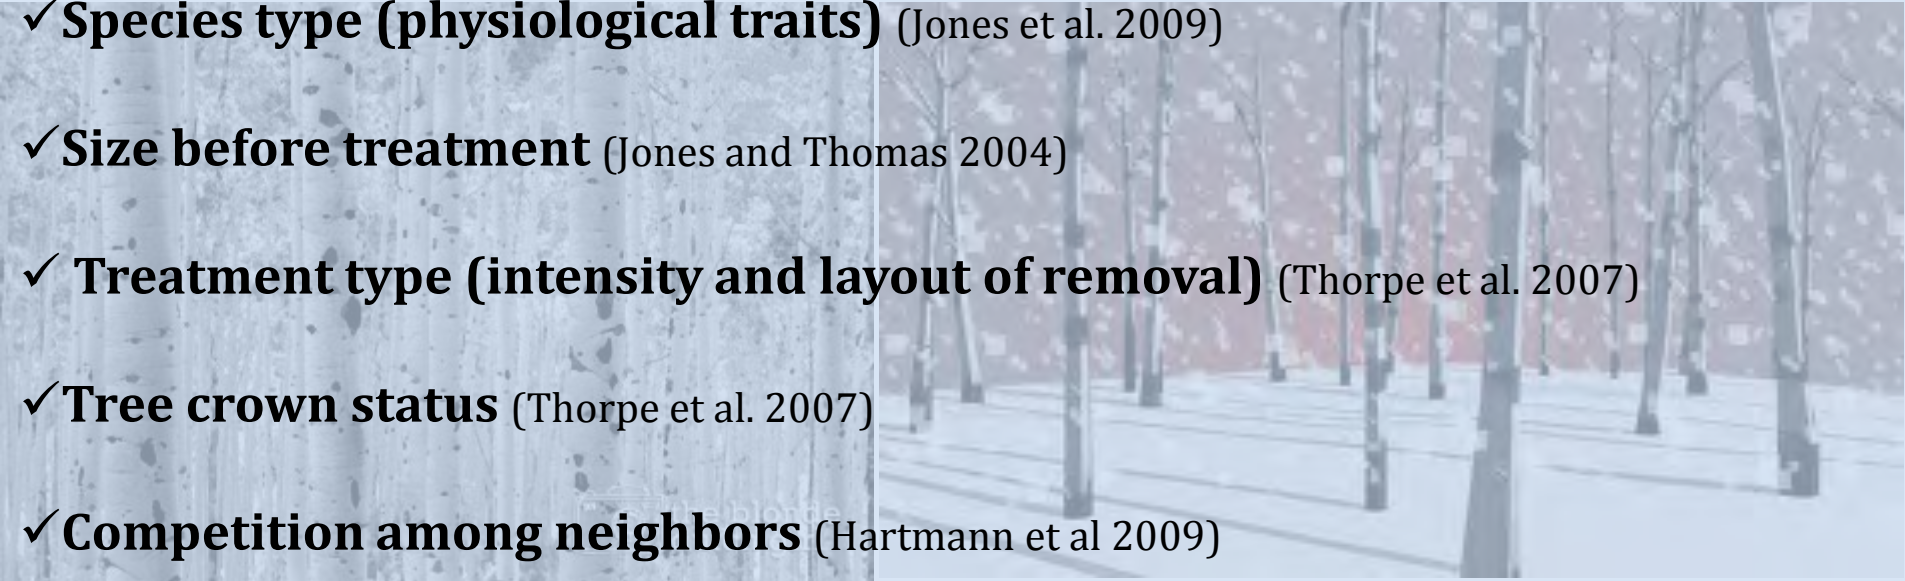 ✓Species type (physiological traits) (Jones et al. 2009)
✓Size before treatment (Jones and Thomas 2004)
✓ Treatment type (intensity and layout of removal) (Thorpe et al. 2007)
✓Tree crown status (Thorpe et al. 2007)
✓Competition among neighbors (Hartmann et al 2009)